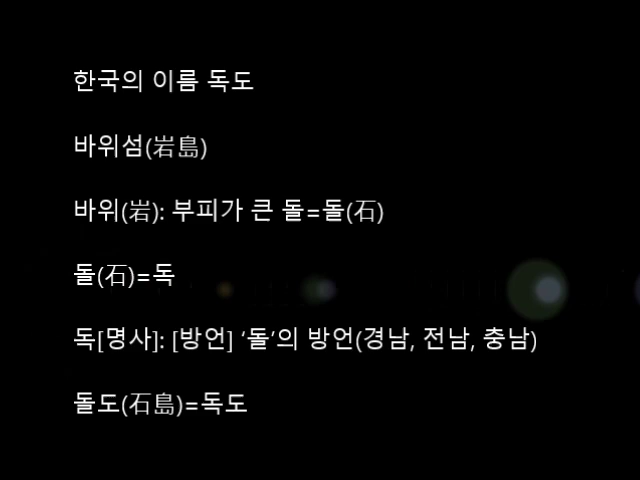 한국의 이름 독도
바위섬(岩島)
바위(岩): 부피가 큰 돌=돌(石)
돌(石)=독
독[명사]: [방언] ‘돌’의 방언(경남, 전남, 충남)
돌도(石島)=독도